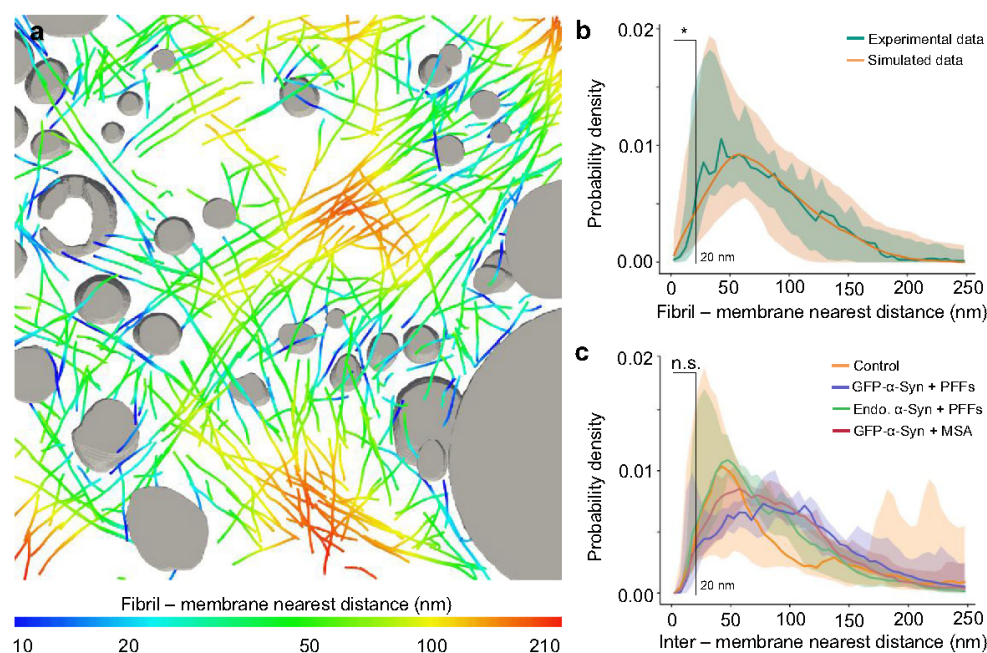 a
Fibril – membrane nearest distance (nm)
10 20 50 100 210
b
0.02
0.01
0.00
Probability density
*
20 nm
Experimental data
Simulated data
0 50 100 150 200 250
Fibril – membrane nearest distance (nm)
c
0.02
0.01
0.00
Probability density
n.s.
20 nm
Control
GFP-α-Syn + PFFs
Endo. α-Syn + PFFs
GFP-α-Syn + MSA
0 50 100 150 200 250
Inter – membrane nearest distance (nm)